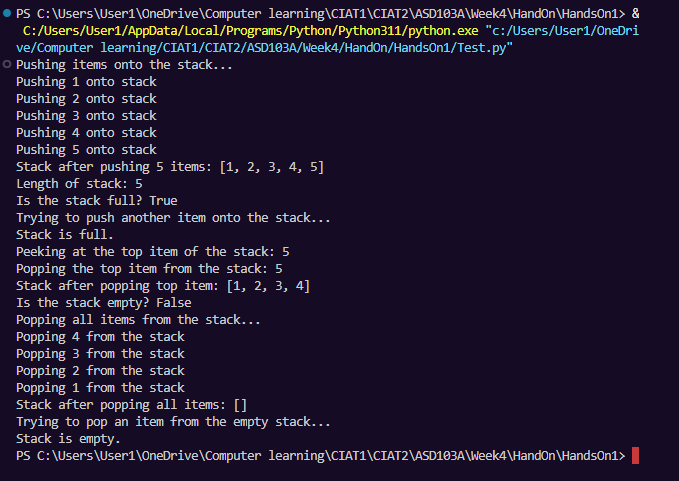 PS C:\Users\User1\OneDrive\Computer learning\CIAT1\CIAT2\ASD103A\Week4\HandOn\HandsOn1> &
C:/Users/User1/AppData/Local/Programs/Python/Python311/python.exe "c:/Users/User1/OneDri
ve/Computer learning/CIAT1/CIAT2/ASD103A/Week4/HandOn/HandsOn1/Test.py"
Pushing items onto the stack...
Pushing 1 onto stack
Pushing 2 onto stack
Pushing 3 onto stack
Pushing 4 onto stack
Pushing 5 onto stack
Stack after pushing 5 items: [1, 2, 3, 4, 5]
Length of stack: 5
Is the stack full? True
Trying to push another item onto the stack...
Stack is full.
Peeking at the top item of the stack: 5
Popping the top item from the stack: 5
Stack after popping top item: [1, 2, 3, 4]
Is the stack empty? False
Popping all items from the stack...
Popping 4 from the stack
Popping 3 from the stack
Popping 2 from the stack
Popping 1 from the stack
Stack after popping all items: []
Trying to pop an item from the empty stack...
Stack is empty.
PS C:\Users\User1\OneDrive\Computer learning\CIAT1\CIAT2\ASD103A\Week4\HandOn\HandsOn1>